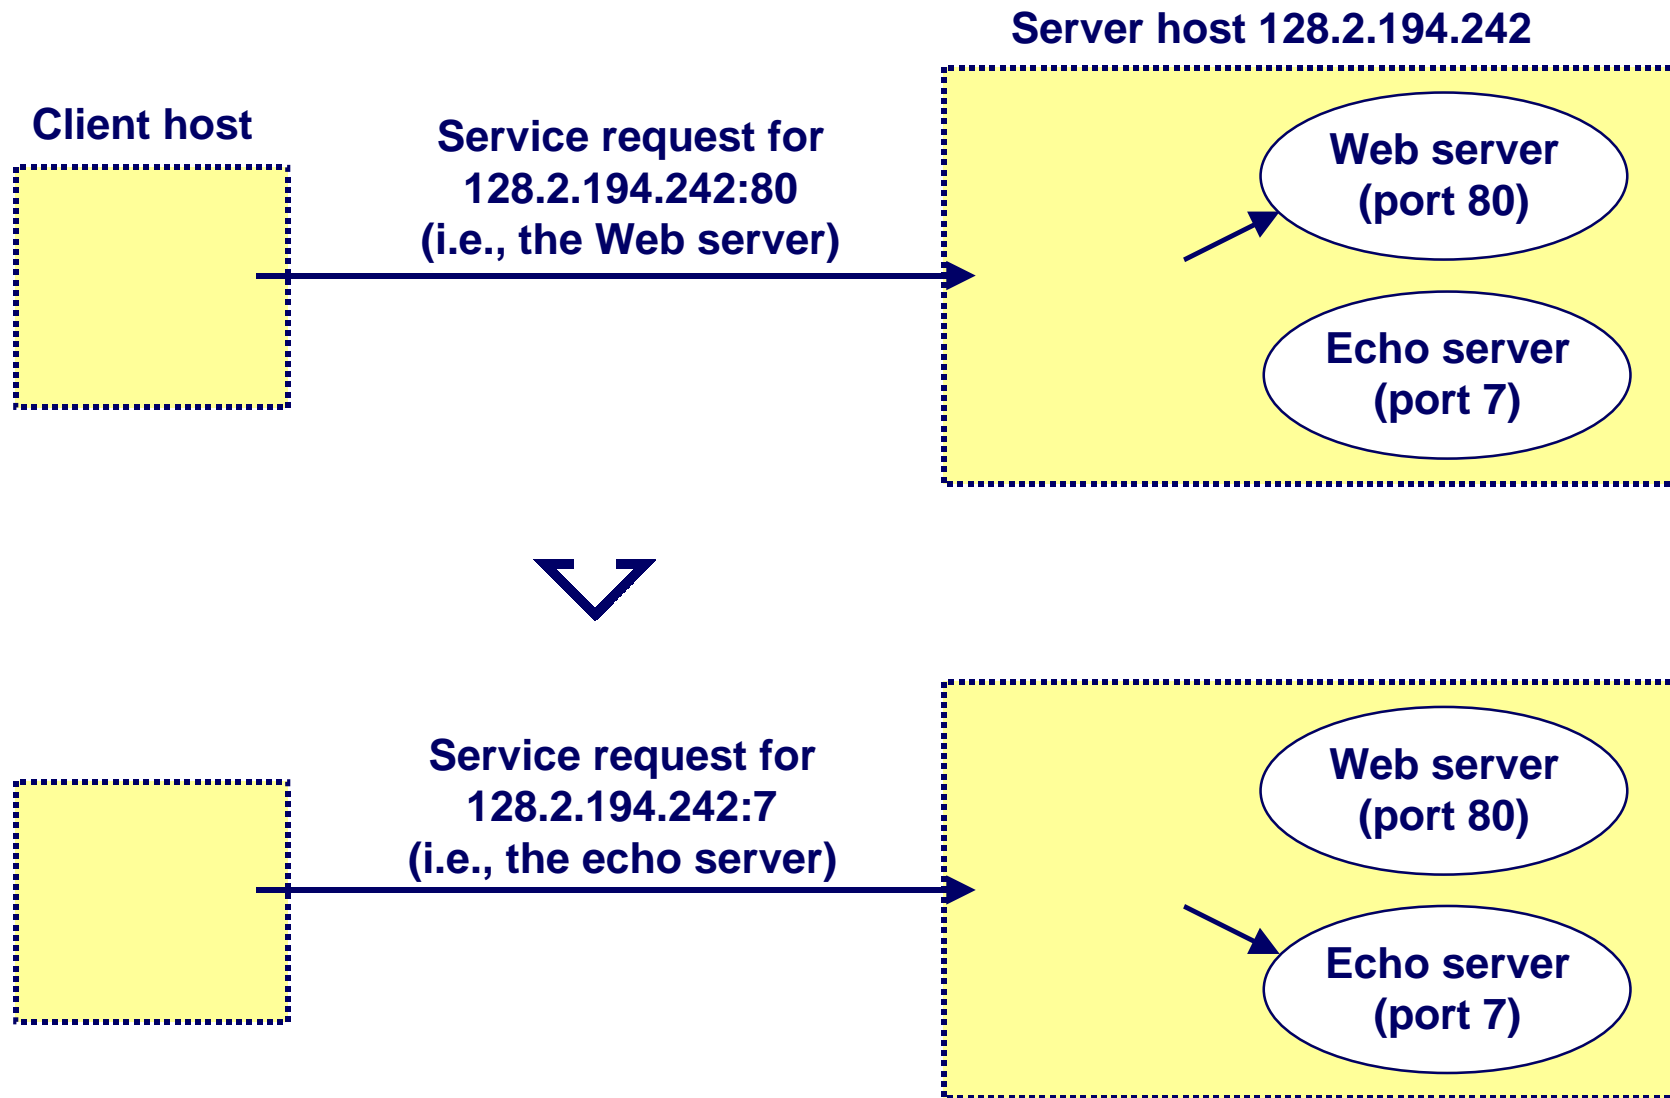 Server host 128.2.194.242
Client host
Service request for
128.2.194.242:80
(i.e., the Web server)
Web server
(port 80)
Echo server
(port 7)
Service request for
128.2.194.242:7
(i.e., the echo server)
Web server
(port 80)
Echo server
(port 7)